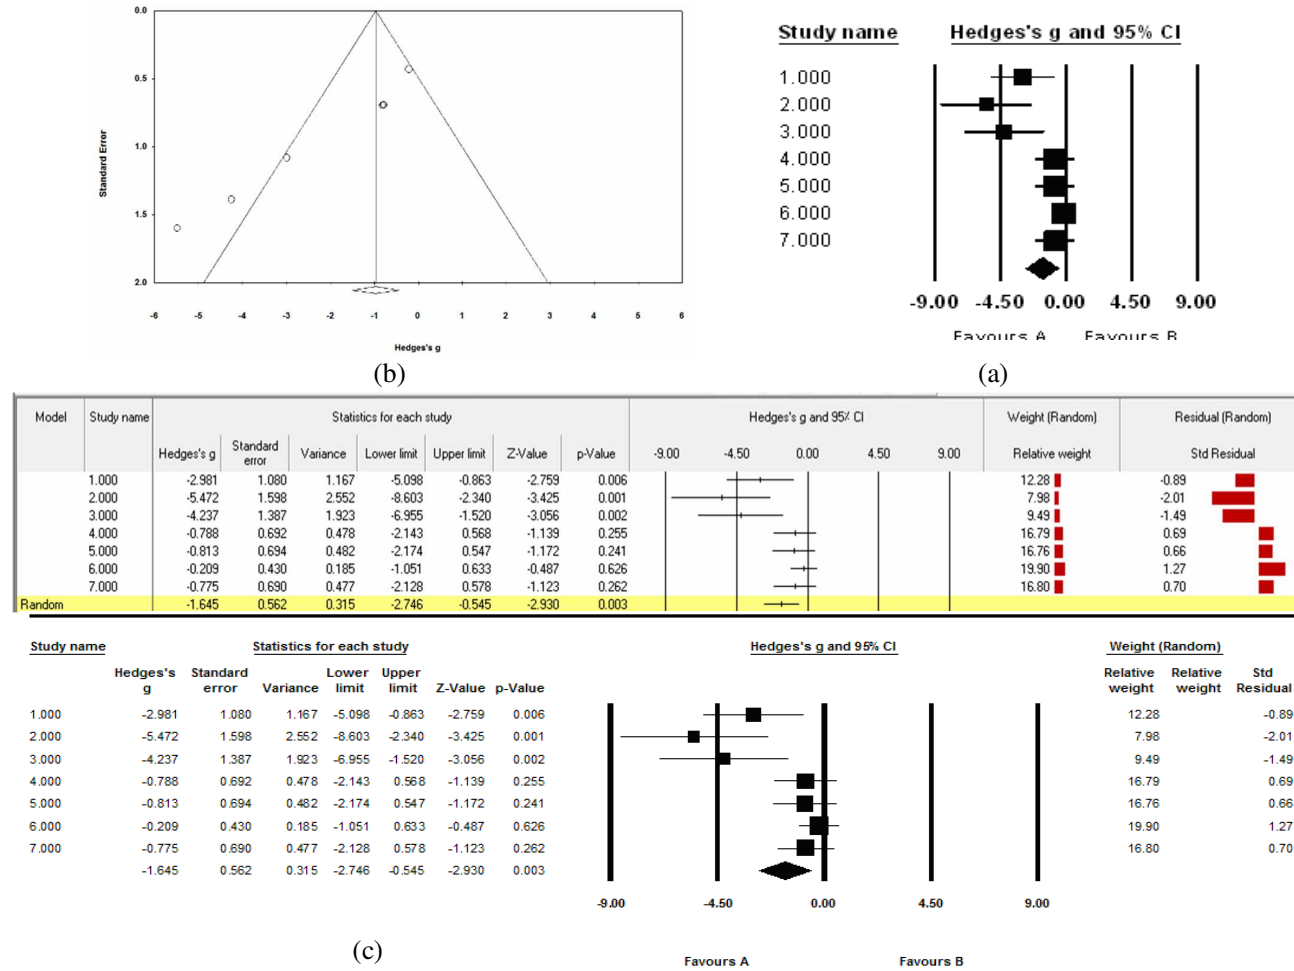 0.0
0.5
1.0
1.5
2.0
Standard Error
-6 -5 -4 -3 -2 -1 0 1 2 3 4 5 6
Hedges's g
(b)
Study name Hedges's g and 95% CI
1.000
2.000
3.000
4.000
5.000
6.000
7.000
-9.00 -4.50 0.00 4.50 9.00
Favours A Favours B
(a)
Model Study name Statistics for each study Hedges's g and 95% CI Weight (Random) Residual (Random)
Hedges's g Standard error Variance Lower limit Upper limit Z-Value p-Value -9.00 -4.50 0.00 4.50 9.00 Relative weight Std Residual
1.000 -2.981 1.080 1.167 -5.098 -0.863 -2.759 0.006 12.28 -0.89
2.000 -5.472 1.598 2.552 -8.603 -2.340 -3.425 0.001 7.98 -2.01
3.000 -4.237 1.387 1.923 -6.955 -1.520 -3.056 0.002 9.49 -1.49
4.000 -0.788 0.692 0.478 -2.143 0.568 -1.139 0.255 16.79 0.69
5.000 -0.813 0.694 0.482 -2.174 0.547 -1.172 0.241 16.76 0.66
6.000 -0.209 0.430 0.185 -1.051 0.633 -0.487 0.626 19.90 1.27
7.000 -0.775 0.690 0.477 -2.128 0.578 -1.123 0.262 16.80 0.70
Random -1.645 0.562 0.315 -2.746 -0.545 -2.930 0.003
Study name Statistics for each study Hedges's g and 95% CI Weight (Random)
Hedges's Standard Lower Upper Relative Relative Std
g error Variance limit limit Z-Value p-Value weight weight Residual
1.000 -2.981 1.080 1.167 -5.098 -0.863 -2.759 0.006 12.28 -0.89
2.000 -5.472 1.598 2.552 -8.603 -2.340 -3.425 0.001 7.98 -2.01
3.000 -4.237 1.387 1.923 -6.955 -1.520 -3.056 0.002 9.49 -1.49
4.000 -0.788 0.692 0.478 -2.143 0.568 -1.139 0.255 16.79 0.69
5.000 -0.813 0.694 0.482 -2.174 0.547 -1.172 0.241 16.76 0.66
6.000 -0.209 0.430 0.185 -1.051 0.633 -0.487 0.626 19.90 1.27
7.000 -0.775 0.690 0.477 -2.128 0.578 -1.123 0.262 16.80 0.70
-1.645 0.562 0.315 -2.746 -0.545 -2.930 0.003
-9.00 -4.50 0.00 4.50 9.00
(c)
Favours A Favours B